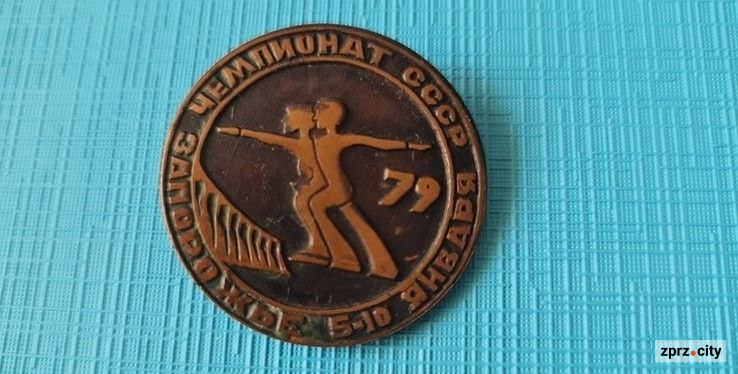 ЧЕМПИОНАТ СССР
ЗАПОРОЖЬЕ 5-10 ЯНВАРЯ
79
zprz.city